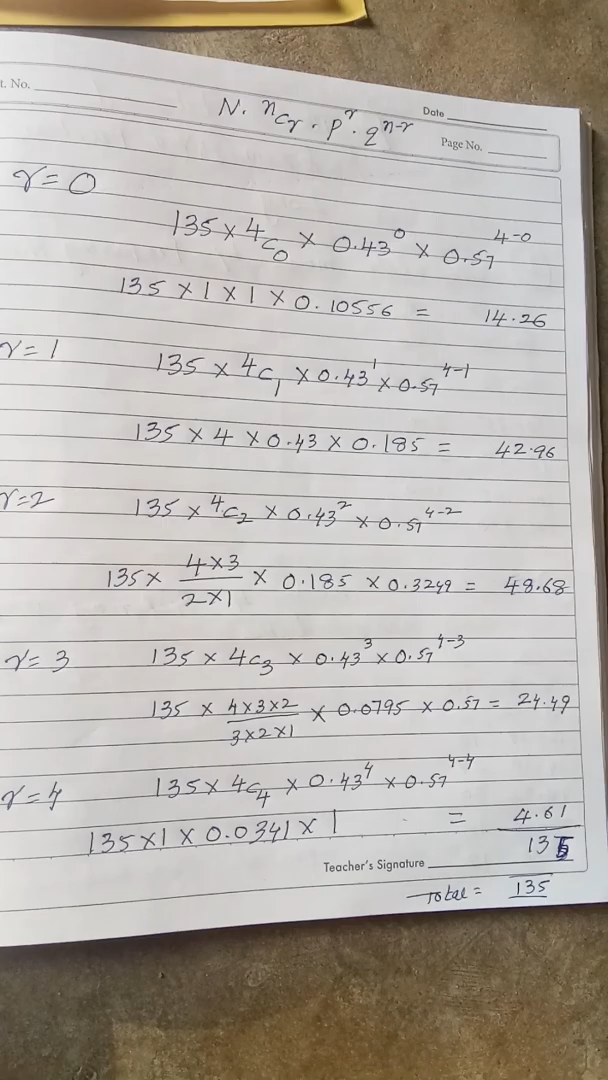 t. No.
Date
N. ⁿCᵣ . pʳ . qⁿ⁻ʳ
Page No.
r=0
135 × 4C₀ × 0.43⁰ × 0.57⁴⁻⁰
135 × 1 × 1 × 0.10556 = 14.26
r=1 135 × 4C₁ × 0.43¹ × 0.57⁴⁻¹
135 × 4 × 0.43 × 0.185 = 42.96
r=2 135 × ⁴C₂ × 0.43² × 0.57⁴⁻²
135 × (4×3)/(2×1) × 0.185 × 0.3249 = 48.68
r=3 135 × 4C₃ × 0.43³ × 0.57⁴⁻³
135 × (4×3×2)/(3×2×1) × 0.0795 × 0.57 = 24.49
r=4 135 × 4C₄ × 0.43⁴ × 0.57⁴⁻⁴
135×1 × 0.0341 × 1 = 4.61
135
Teacher's Signature
Total = 135